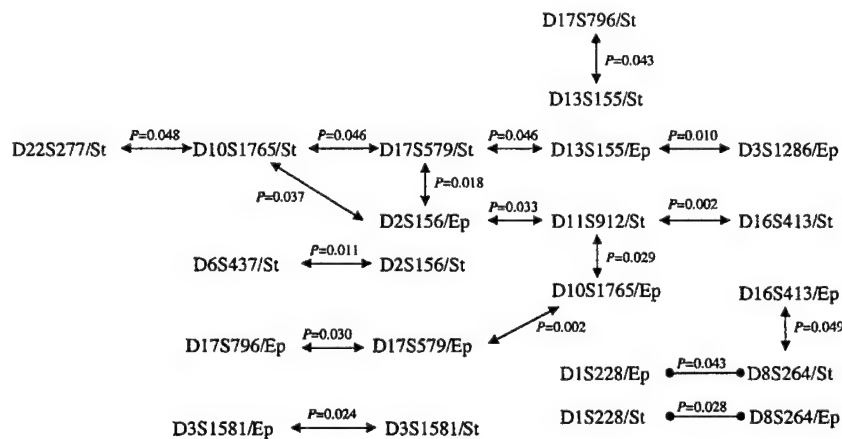 D17S796/St
P=0.043
D13S155/St
D22S277/St P=0.048 D10S1765/St P=0.046 D17S579/St P=0.046 D13S155/Ep P=0.010 D3S1286/Ep
P=0.037 P=0.018
D2S156/Ep P=0.033 D11S912/St P=0.002 D16S413/St
D6S437/St P=0.011 D2S156/St P=0.029
D10S1765/Ep D16S413/Ep
D17S796/Ep P=0.030 D17S579/Ep P=0.002 P=0.049
D1S228/Ep P=0.043 D8S264/St
D1S228/St P=0.028 D8S264/Ep
D3S1581/Ep P=0.024 D3S1581/St